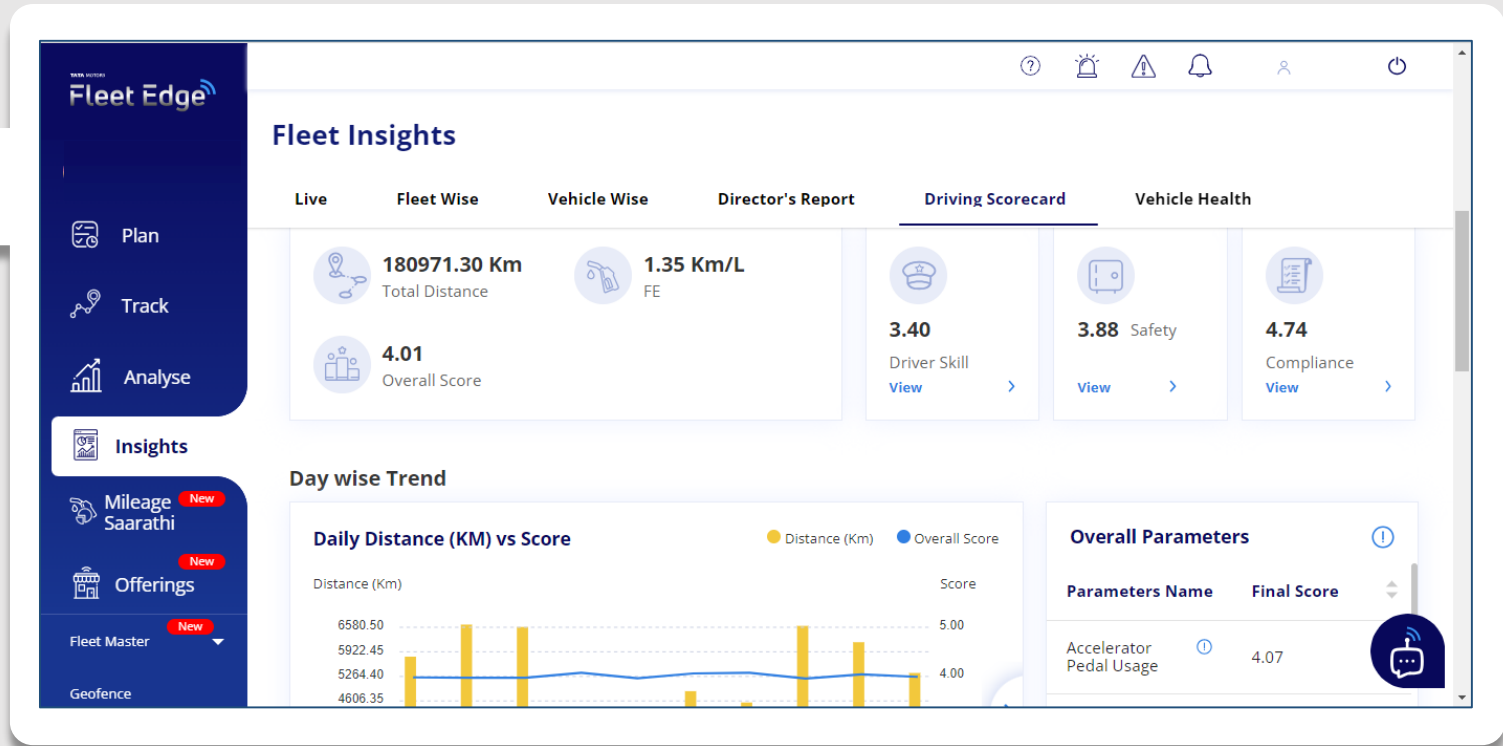 TATA MOTORS
Fleet Edge
Plan
Track
Analyse
Insights
Mileage New
Saarathi
New
Offerings
New
Fleet Master
Geofence
Fleet Insights
Live Fleet Wise Vehicle Wise Director's Report Driving Scorecard Vehicle Health
180971.30 Km
Total Distance
1.35 Km/L
FE
4.01
Overall Score
3.40
Driver Skill
View
3.88 Safety
View
4.74
Compliance
View
Day wise Trend
Daily Distance (KM) vs Score
Distance (Km) Overall Score
Distance (Km) Score
6580.50 5.00
5922.45
5264.40 4.00
4606.35
Overall Parameters
Parameters Name Final Score
Accelerator
Pedal Usage
4.07